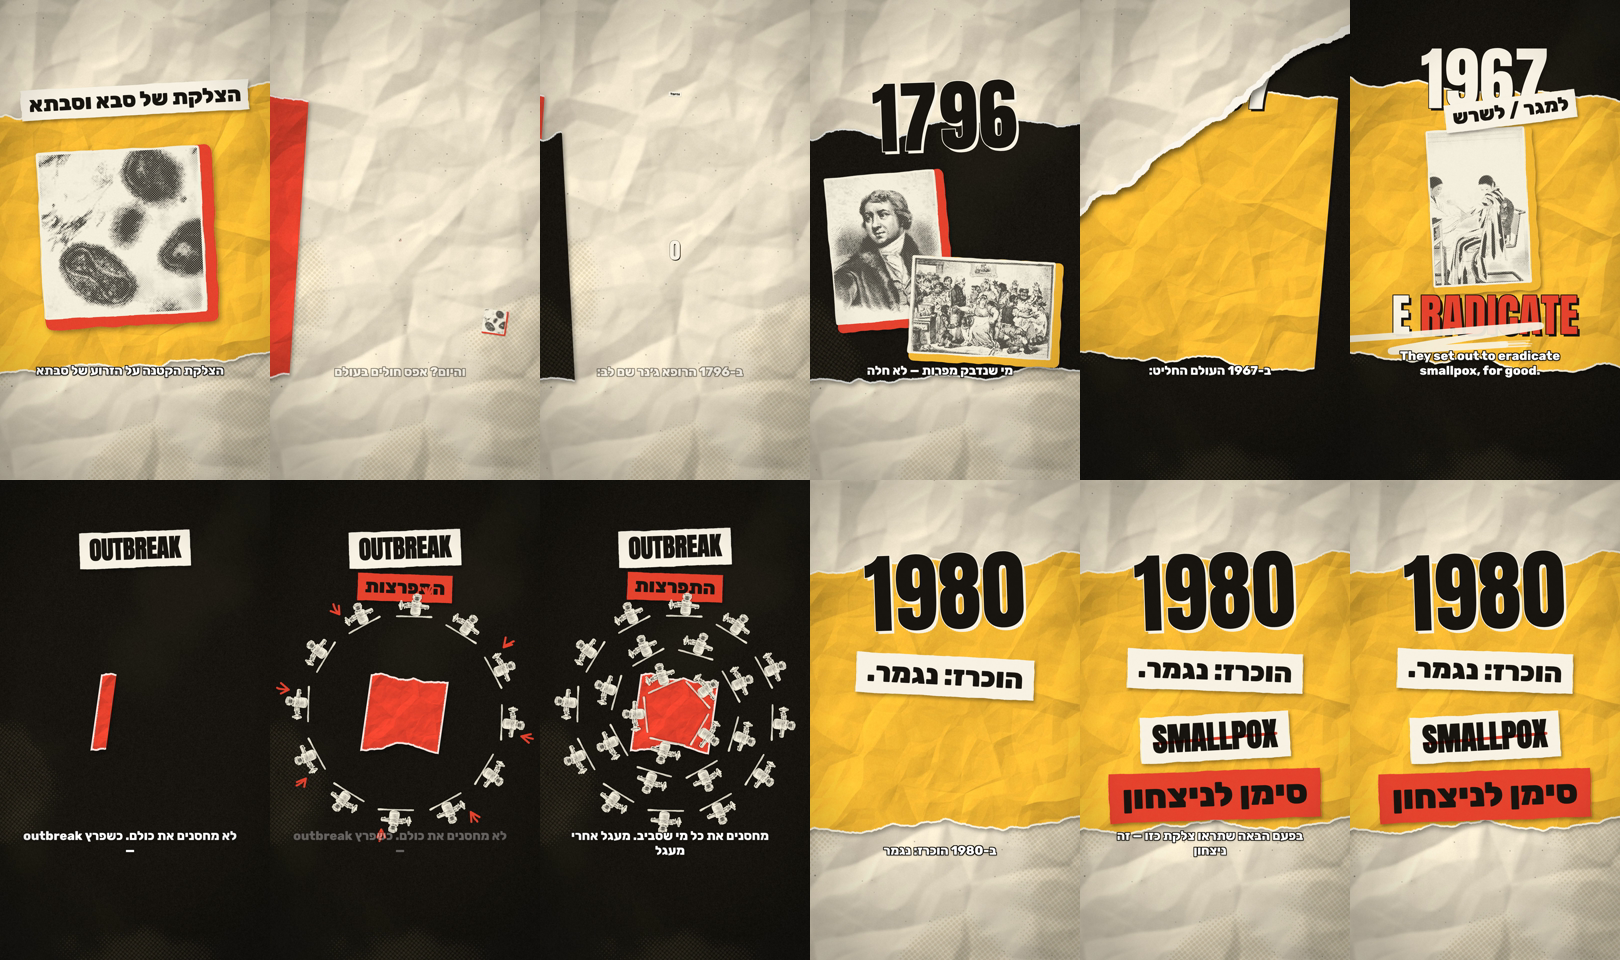 הצלקת של סבא וסבתא
הצלקת הקטנה על הזרוע של סבתא
והיום? אפס חולים בעולם
0
ב-1796 הרופא ג'נר שם לב:
1796
מי שנדבק מפרות – לא חלה
ב-1967 העולם החליט:
1967
למגר / לשרש
E RADICATE
They set out to eradicate
smallpox, for good.
OUTBREAK
לא מחסנים את כולם. כשפרץ outbreak
–
OUTBREAK
התפרצות
לא מחסנים את כולם. כשפרץ outbreak
–
OUTBREAK
התפרצות
מחסנים את כל מי שסביב. מעגל אחרי
מעגל
1980
הוכרז: נגמר.
ב-1980 הוכרז: נגמר
1980
הוכרז: נגמר.
SMALLPOX
סימן לניצחון
בפעם הבאה שתראו צלקת כזו – זה
ניצחון
1980
הוכרז: נגמר.
SMALLPOX
סימן לניצחון